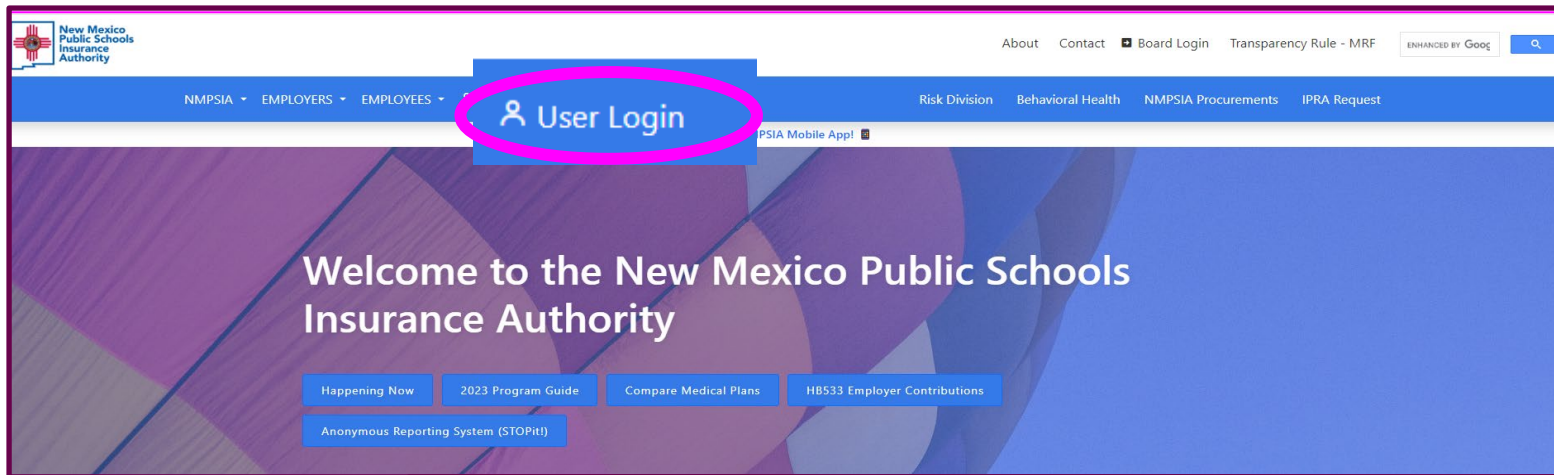 New Mexico
Public Schools
Insurance
Authority
About Contact Board Login Transparency Rule - MRF ENHANCED BY Goog
NMPSIA EMPLOYERS EMPLOYEES User Login Risk Division Behavioral Health NMPSIA Procurements IPRA Request
Mobile App!
Welcome to the New Mexico Public Schools
Insurance Authority
Happening Now 2023 Program Guide Compare Medical Plans HB533 Employer Contributions
Anonymous Reporting System (STOPit!)